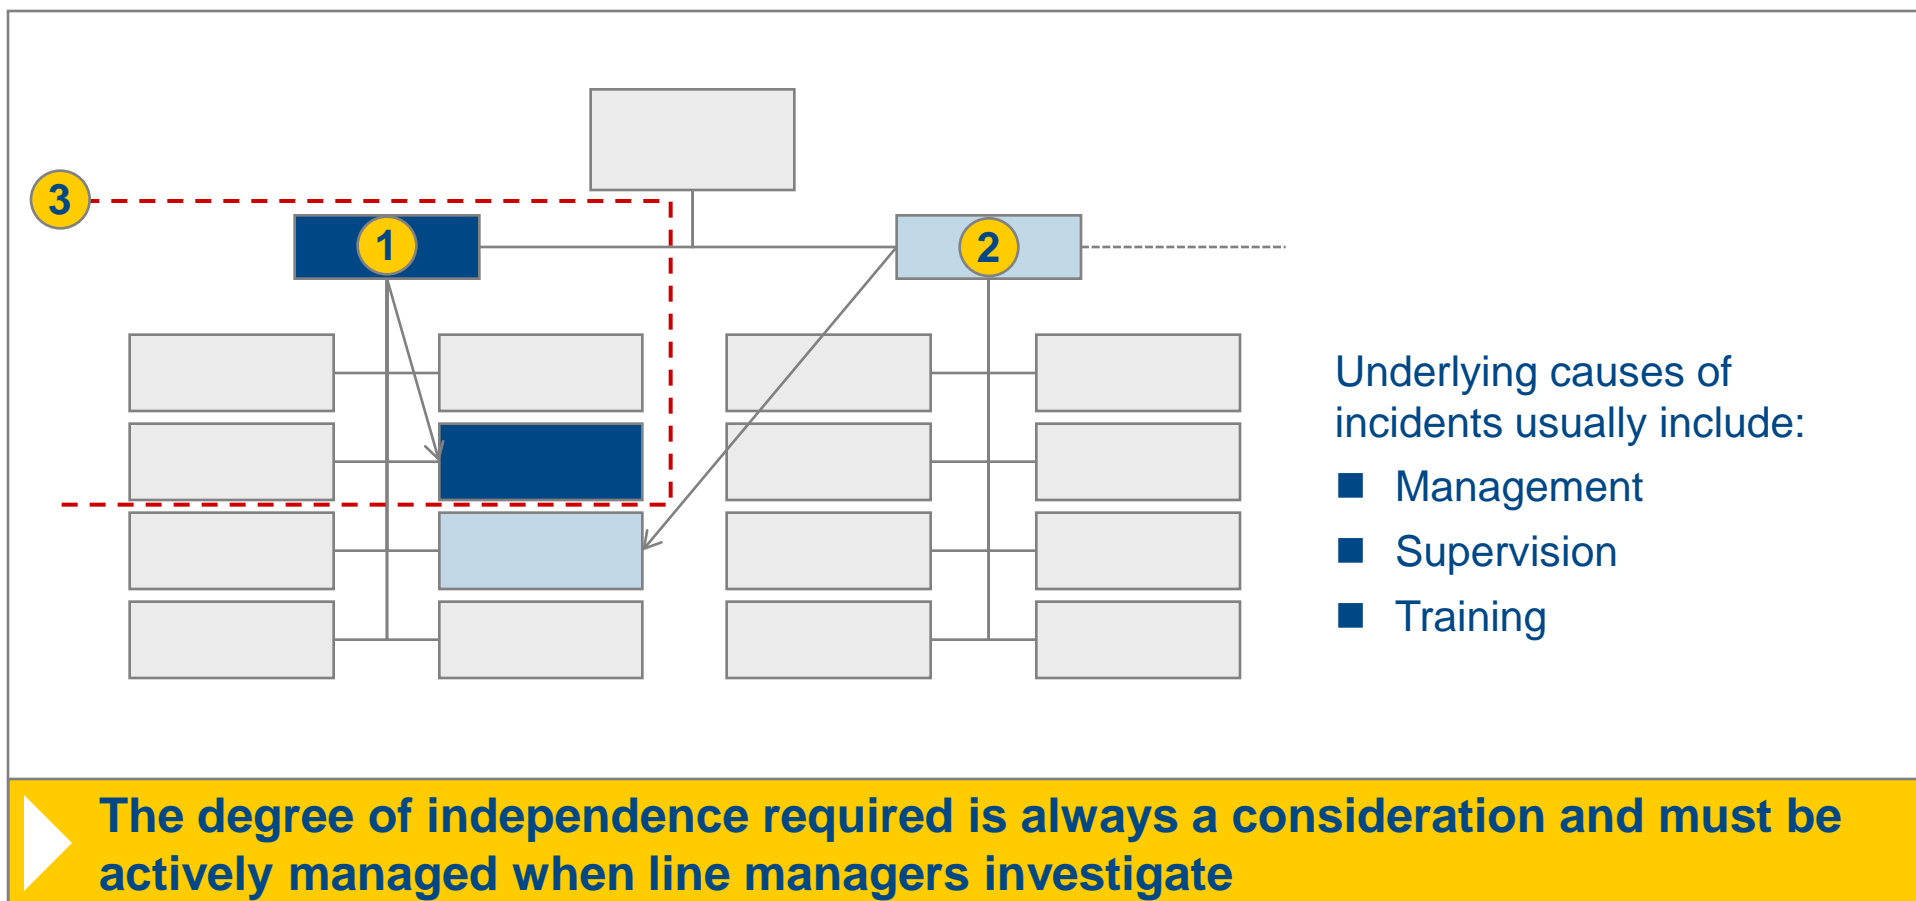 3
1
2
Underlying causes of
incidents usually include:
Management
Supervision
Training
The degree of independence required is always a consideration and must be
actively managed when line managers investigate